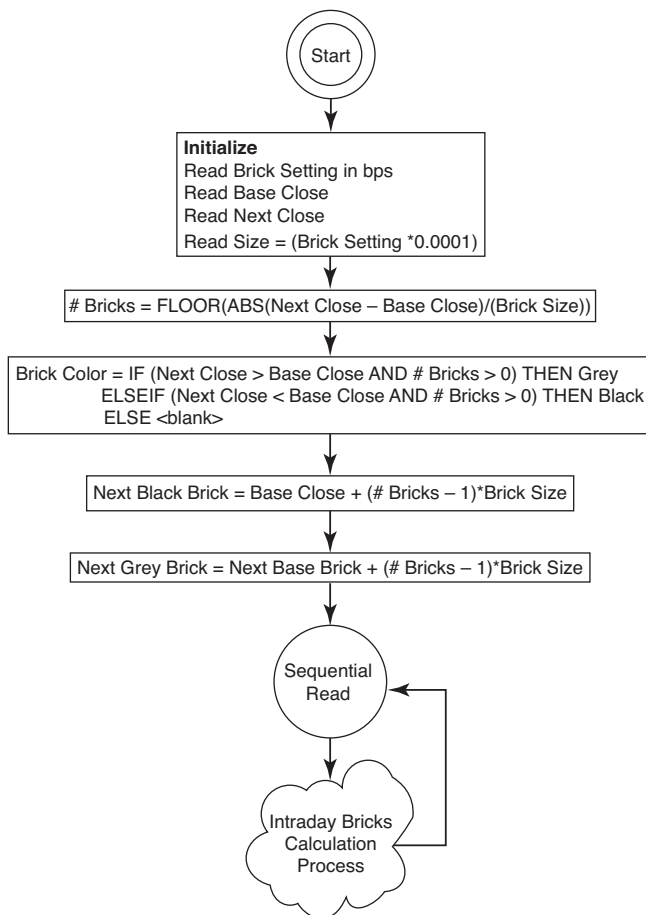 Start
Initialize
Read Brick Setting in bps
Read Base Close
Read Next Close
Read Size = (Brick Setting *0.0001)
# Bricks = FLOOR(ABS(Next Close – Base Close)/(Brick Size))
Brick Color = IF (Next Close > Base Close AND # Bricks > 0) THEN Grey
ELSEIF (Next Close < Base Close AND # Bricks > 0) THEN Black
ELSE <blank>
Next Black Brick = Base Close + (# Bricks – 1)*Brick Size
Next Grey Brick = Next Base Brick + (# Bricks – 1)*Brick Size
Sequential
Read
Intraday Bricks
Calculation
Process